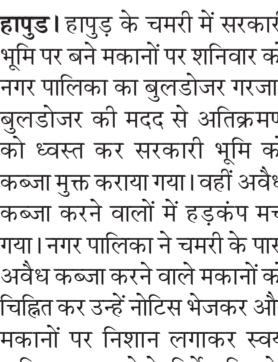 हापुड। हापुड़ के चमरी में सरकारी
भूमि पर बने मकानों पर शनिवार को
नगर पालिका का बुलडोजर गरजा
बुलडोजर की मदद से अतिक्रमण
को ध्वस्त कर सरकारी भूमि को
कब्जा मुक्त कराया गया। वहीं अवैध
कब्जा करने वालों में हड़कंप मच
गया। नगर पालिका ने चमरी के पास
अवैध कब्जा करने वाले मकानों को
चिह्नित कर उन्हें नोटिस भेजकर और
मकानों पर निशान लगाकर स्वयं